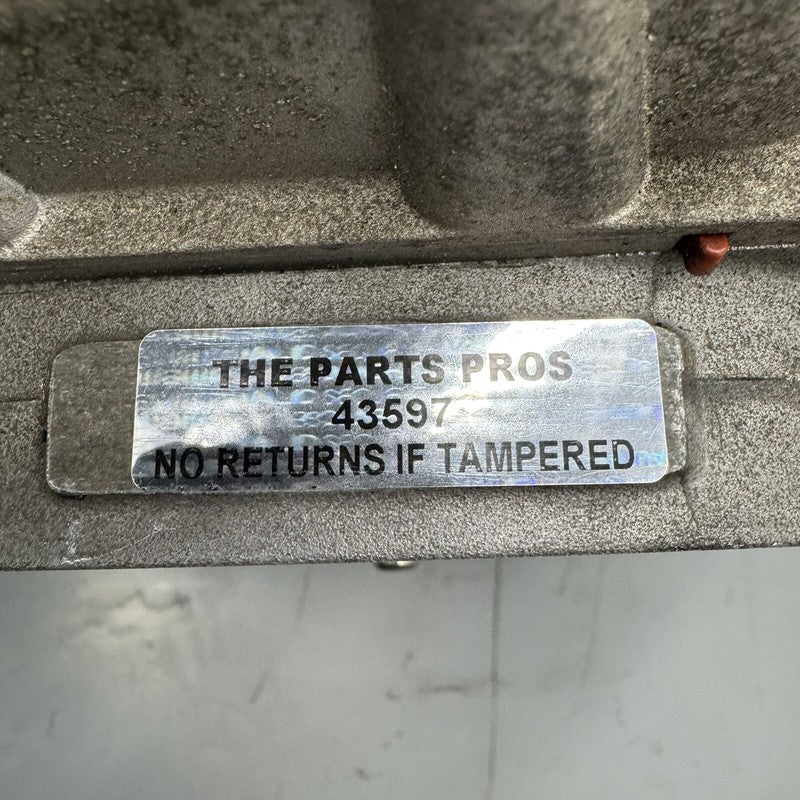 THE PARTS PROS
43597
NO RETURNS IF TAMPERED